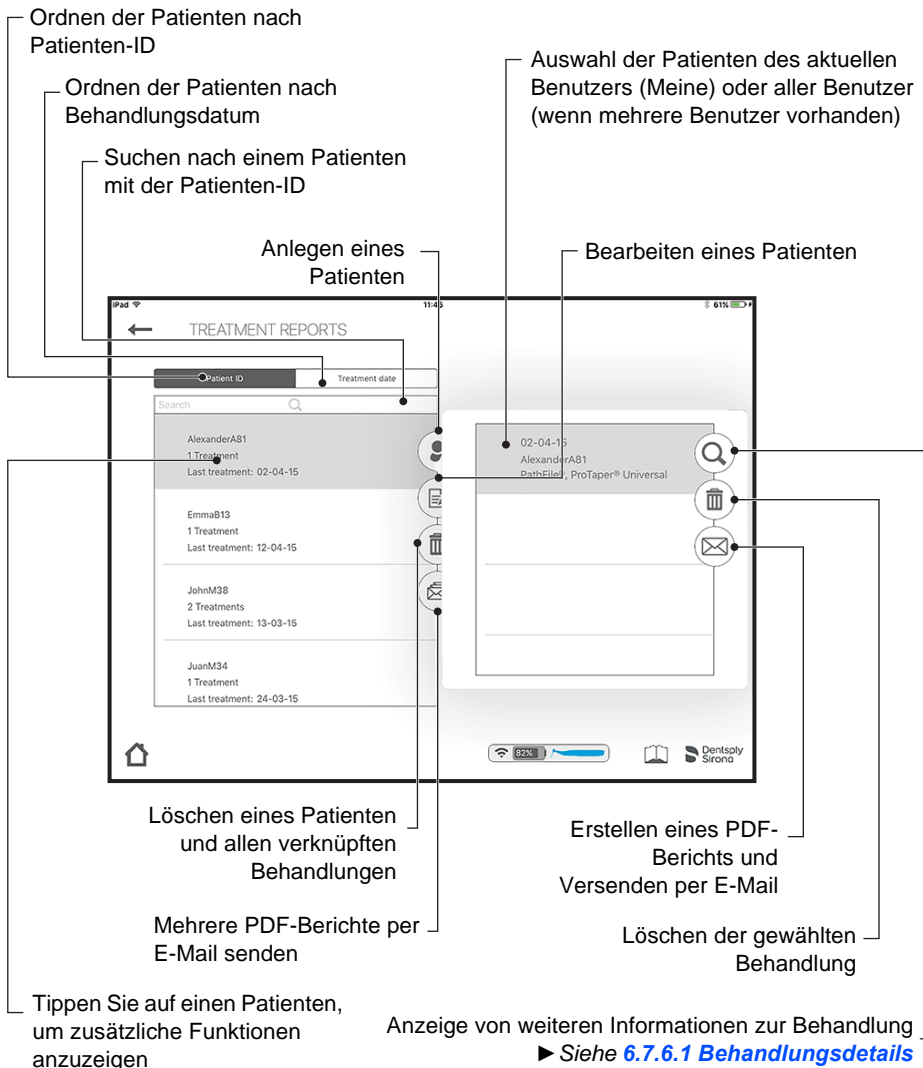 Ordnen der Patienten nach
Patienten-ID
Ordnen der Patienten nach
Behandlungsdatum
Suchen nach einem Patienten
mit der Patienten-ID
Anlegen eines
Patienten
Auswahl der Patienten des aktuellen
Benutzers (Meine) oder aller Benutzer
(wenn mehrere Benutzer vorhanden)
Bearbeiten eines Patienten
iPad
11:45
61%
TREATMENT REPORTS
Patient ID
Treatment date
Search
AlexanderA81
1 Treatment
Last treatment: 02-04-15
EmmaB13
1 Treatment
Last treatment: 12-04-15
JohnM38
2 Treatments
Last treatment: 13-03-15
JuanM34
1 Treatment
Last treatment: 24-03-15
02-04-15
AlexanderA81
PathFile®, ProTaper® Universal
82%
Dentsply
Sirona
Löschen eines Patienten
und allen verknüpften
Behandlungen
Mehrere PDF-Berichte per
E-Mail senden
Tippen Sie auf einen Patienten,
um zusätzliche Funktionen
anzuzeigen
Erstellen eines PDF-
Berichts und
Versenden per E-Mail
Löschen der gewählten
Behandlung
Anzeige von weiteren Informationen zur Behandlung
►Siehe 6.7.6.1 Behandlungsdetails